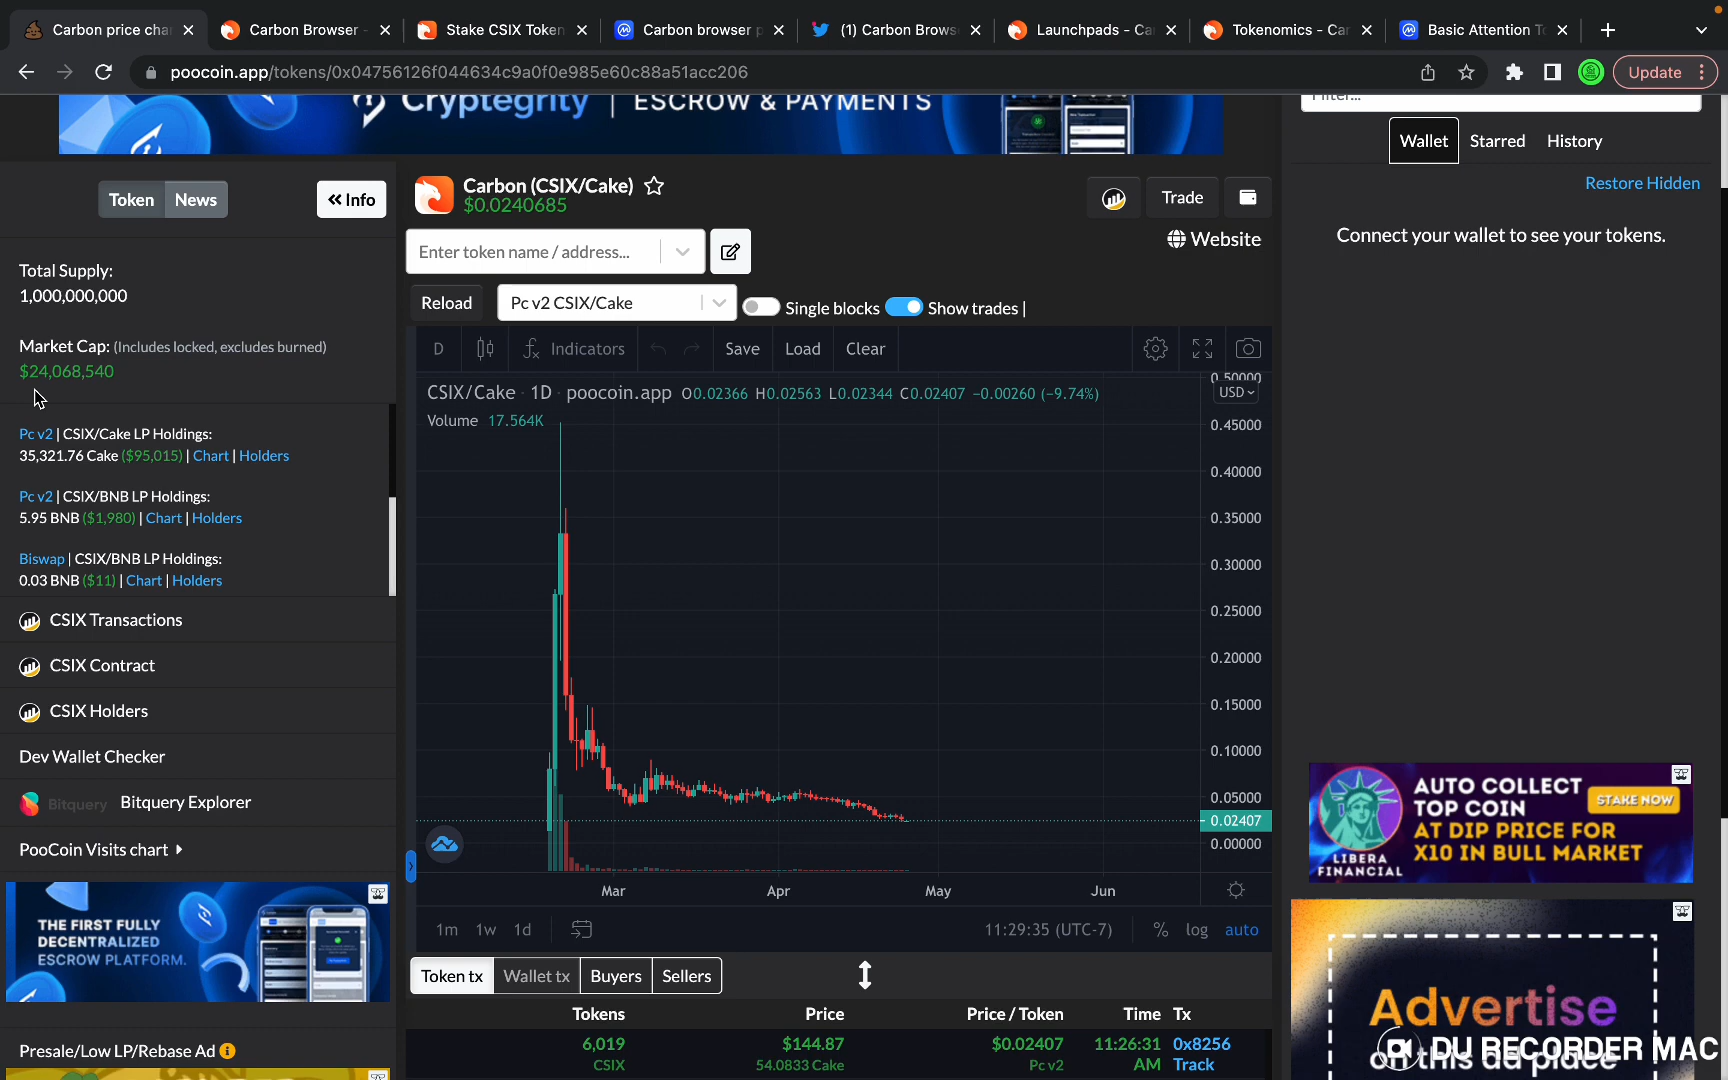 Carbon price cha
Carbon Browser -
Stake CSIX Token
Carbon browser p
(1) Carbon Brows
Launchpads - Ca
Tokenomics - Car
Basic Attention To
poocoin.app/tokens/0x04756126f044634c9a0f0e985e60c88a51acc206
Update
Cryptegrity | ESCROW & PAYMENTS
Filter...
Wallet
Starred
History
Restore Hidden
Connect your wallet to see your tokens.
Token
News
« Info
Total Supply:
1,000,000,000
Market Cap: (Includes locked, excludes burned)
$24,068,540
Pc v2 | CSIX/Cake LP Holdings:
35,321.76 Cake ($95,015) | Chart | Holders
Pc v2 | CSIX/BNB LP Holdings:
5.95 BNB ($1,980) | Chart | Holders
Biswap | CSIX/BNB LP Holdings:
0.03 BNB ($11) | Chart | Holders
CSIX Transactions
CSIX Contract
CSIX Holders
Dev Wallet Checker
Bitquery Bitquery Explorer
PooCoin Visits chart
THE FIRST FULLY
DECENTRALIZED
ESCROW PLATFORM.
Presale/Low LP/Rebase Ad
Carbon (CSIX/Cake)
$0.0240685
Trade
Website
Enter token name / address...
Reload
Pc v2 CSIX/Cake
Single blocks
Show trades |
D
Indicators
Save
Load
Clear
CSIX/Cake · 1D · poocoin.app O0.02366 H0.02563 L0.02344 C0.02407 −0.00260 (−9.74%)
Volume 17.564K
USD
0.50000
0.45000
0.40000
0.35000
0.30000
0.25000
0.20000
0.15000
0.10000
0.05000
0.02407
0.00000
Mar
Apr
May
Jun
1m
1w
1d
11:29:35 (UTC-7)
%
log
auto
Token tx
Wallet tx
Buyers
Sellers
Tokens
Price
Price / Token
Time
Tx
6,019
$144.87
$0.02407
11:26:31
0x8256
CSIX
54.0833 Cake
Pc v2
AM
Track
AUTO COLLECT
TOP COIN
STAKE NOW
AT DIP PRICE FOR
X10 IN BULL MARKET
LIBERA
FINANCIAL
Advertise
on this ad place
DU RECORDER MAC